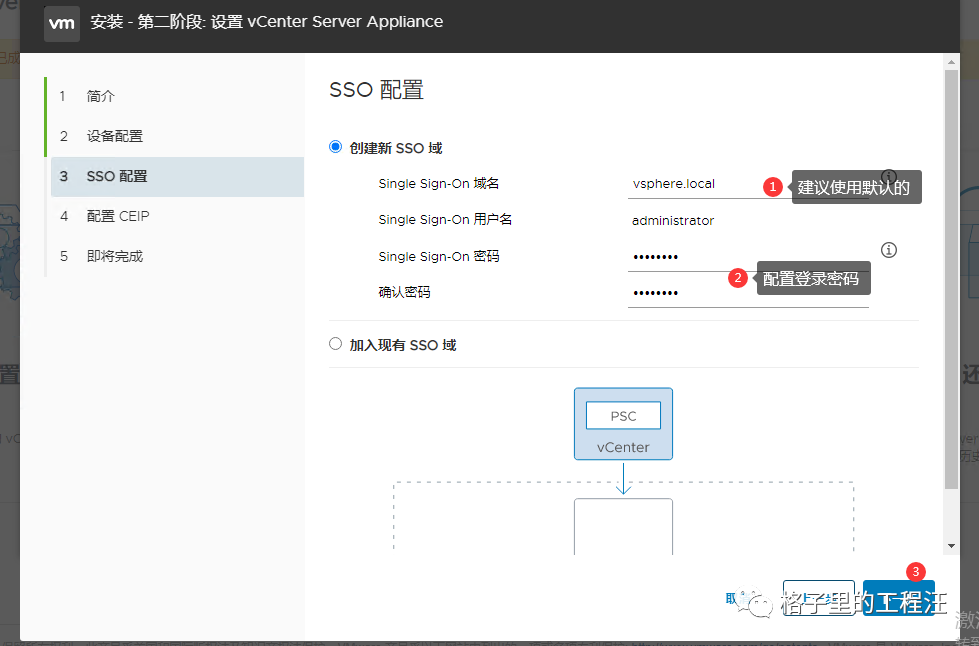 vm 安装 - 第二阶段: 设置 vCenter Server Appliance
1 简介
2 设备配置
3 SSO 配置
4 配置 CEIP
5 即将完成
SSO 配置
创建新 SSO 域
Single Sign-On 域名 vsphere.local 1 建议使用默认的
Single Sign-On 用户名 administrator
Single Sign-On 密码 ••••••••
2 配置登录密码
确认密码 ••••••••
加入现有 SSO 域
PSC
vCenter
3
取
格子里的工程汪
激